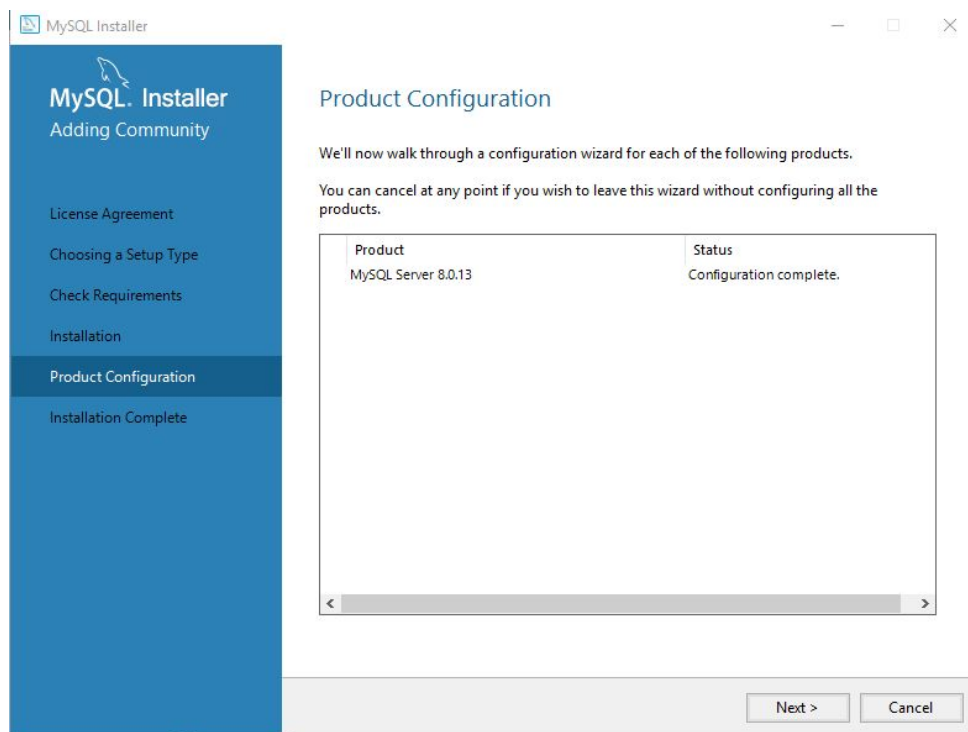 MySQL Installer
MySQL. Installer
Adding Community
License Agreement
Choosing a Setup Type
Check Requirements
Installation
Product Configuration
Installation Complete
Product Configuration
We'll now walk through a configuration wizard for each of the following products.
You can cancel at any point if you wish to leave this wizard without configuring all the
products.
Product Status
MySQL Server 8.0.13 Configuration complete.
Next > Cancel